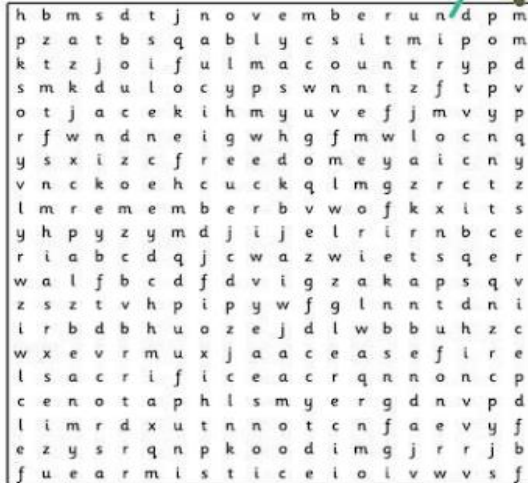 h b m s d t j n o v e m b e r u n d p m
p z a t b s q a b l y c s i t m i p o m
k t z j o i f u l m a c o u n t r y p d
s m k d u l o c y p s w n n t z f t p v
o t j a c e k i h m y u v e f j m v y p
r f w n d n e i g w h g f m w l o c n q
y s x i z c f r e e d o m e y a i c n y
v n c k o e h c u c k q l m g z r c t z
l m r e m e m b e r b v w o f k x i t s
y h p y z y m d j i j e l r i r n b c e
r i a b c d q j c w a z w i e t s q e r
w a l f b c d f d v i g z a k a p s q v
z s z t v h p i p y w f g l n n t d n i
i r b d b h u o z e j d l w b b u h z c
w x e v r m u x j a a c e a s e f i r e
l s a c r i f i c e a c r q n n o n c p
c e n o t a p h l s m y e r g d n v p d
l i m r d x u t n n o t c n f a e v y f
e z y s r q n p k o o d i m g j r r j b
f u e a r m i s t i c e i o i v w v s f